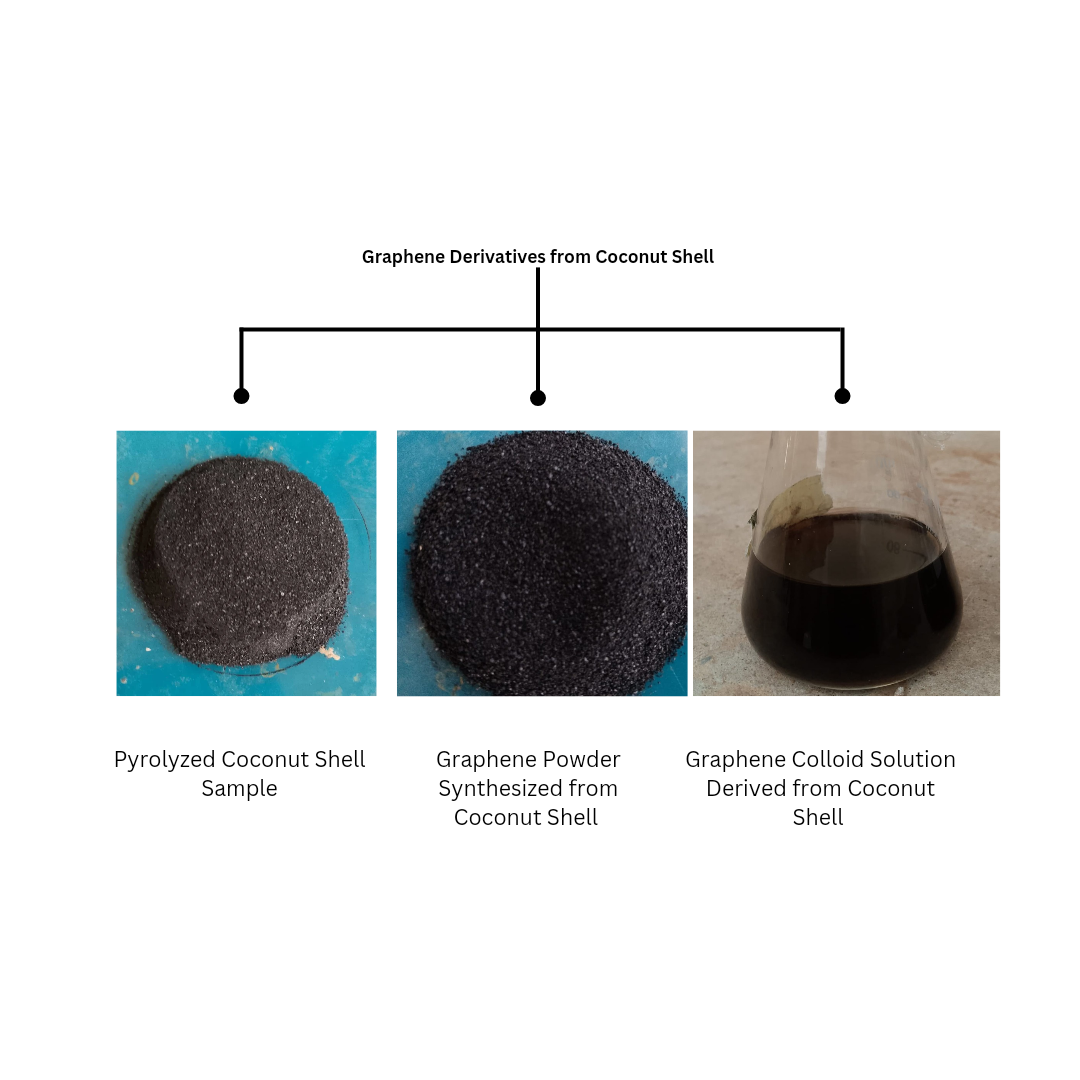 Graphene Derivatives from Coconut Shell
Pyrolyzed Coconut Shell
Sample
Graphene Powder
Synthesized from
Coconut Shell
Graphene Colloid Solution
Derived from Coconut
Shell